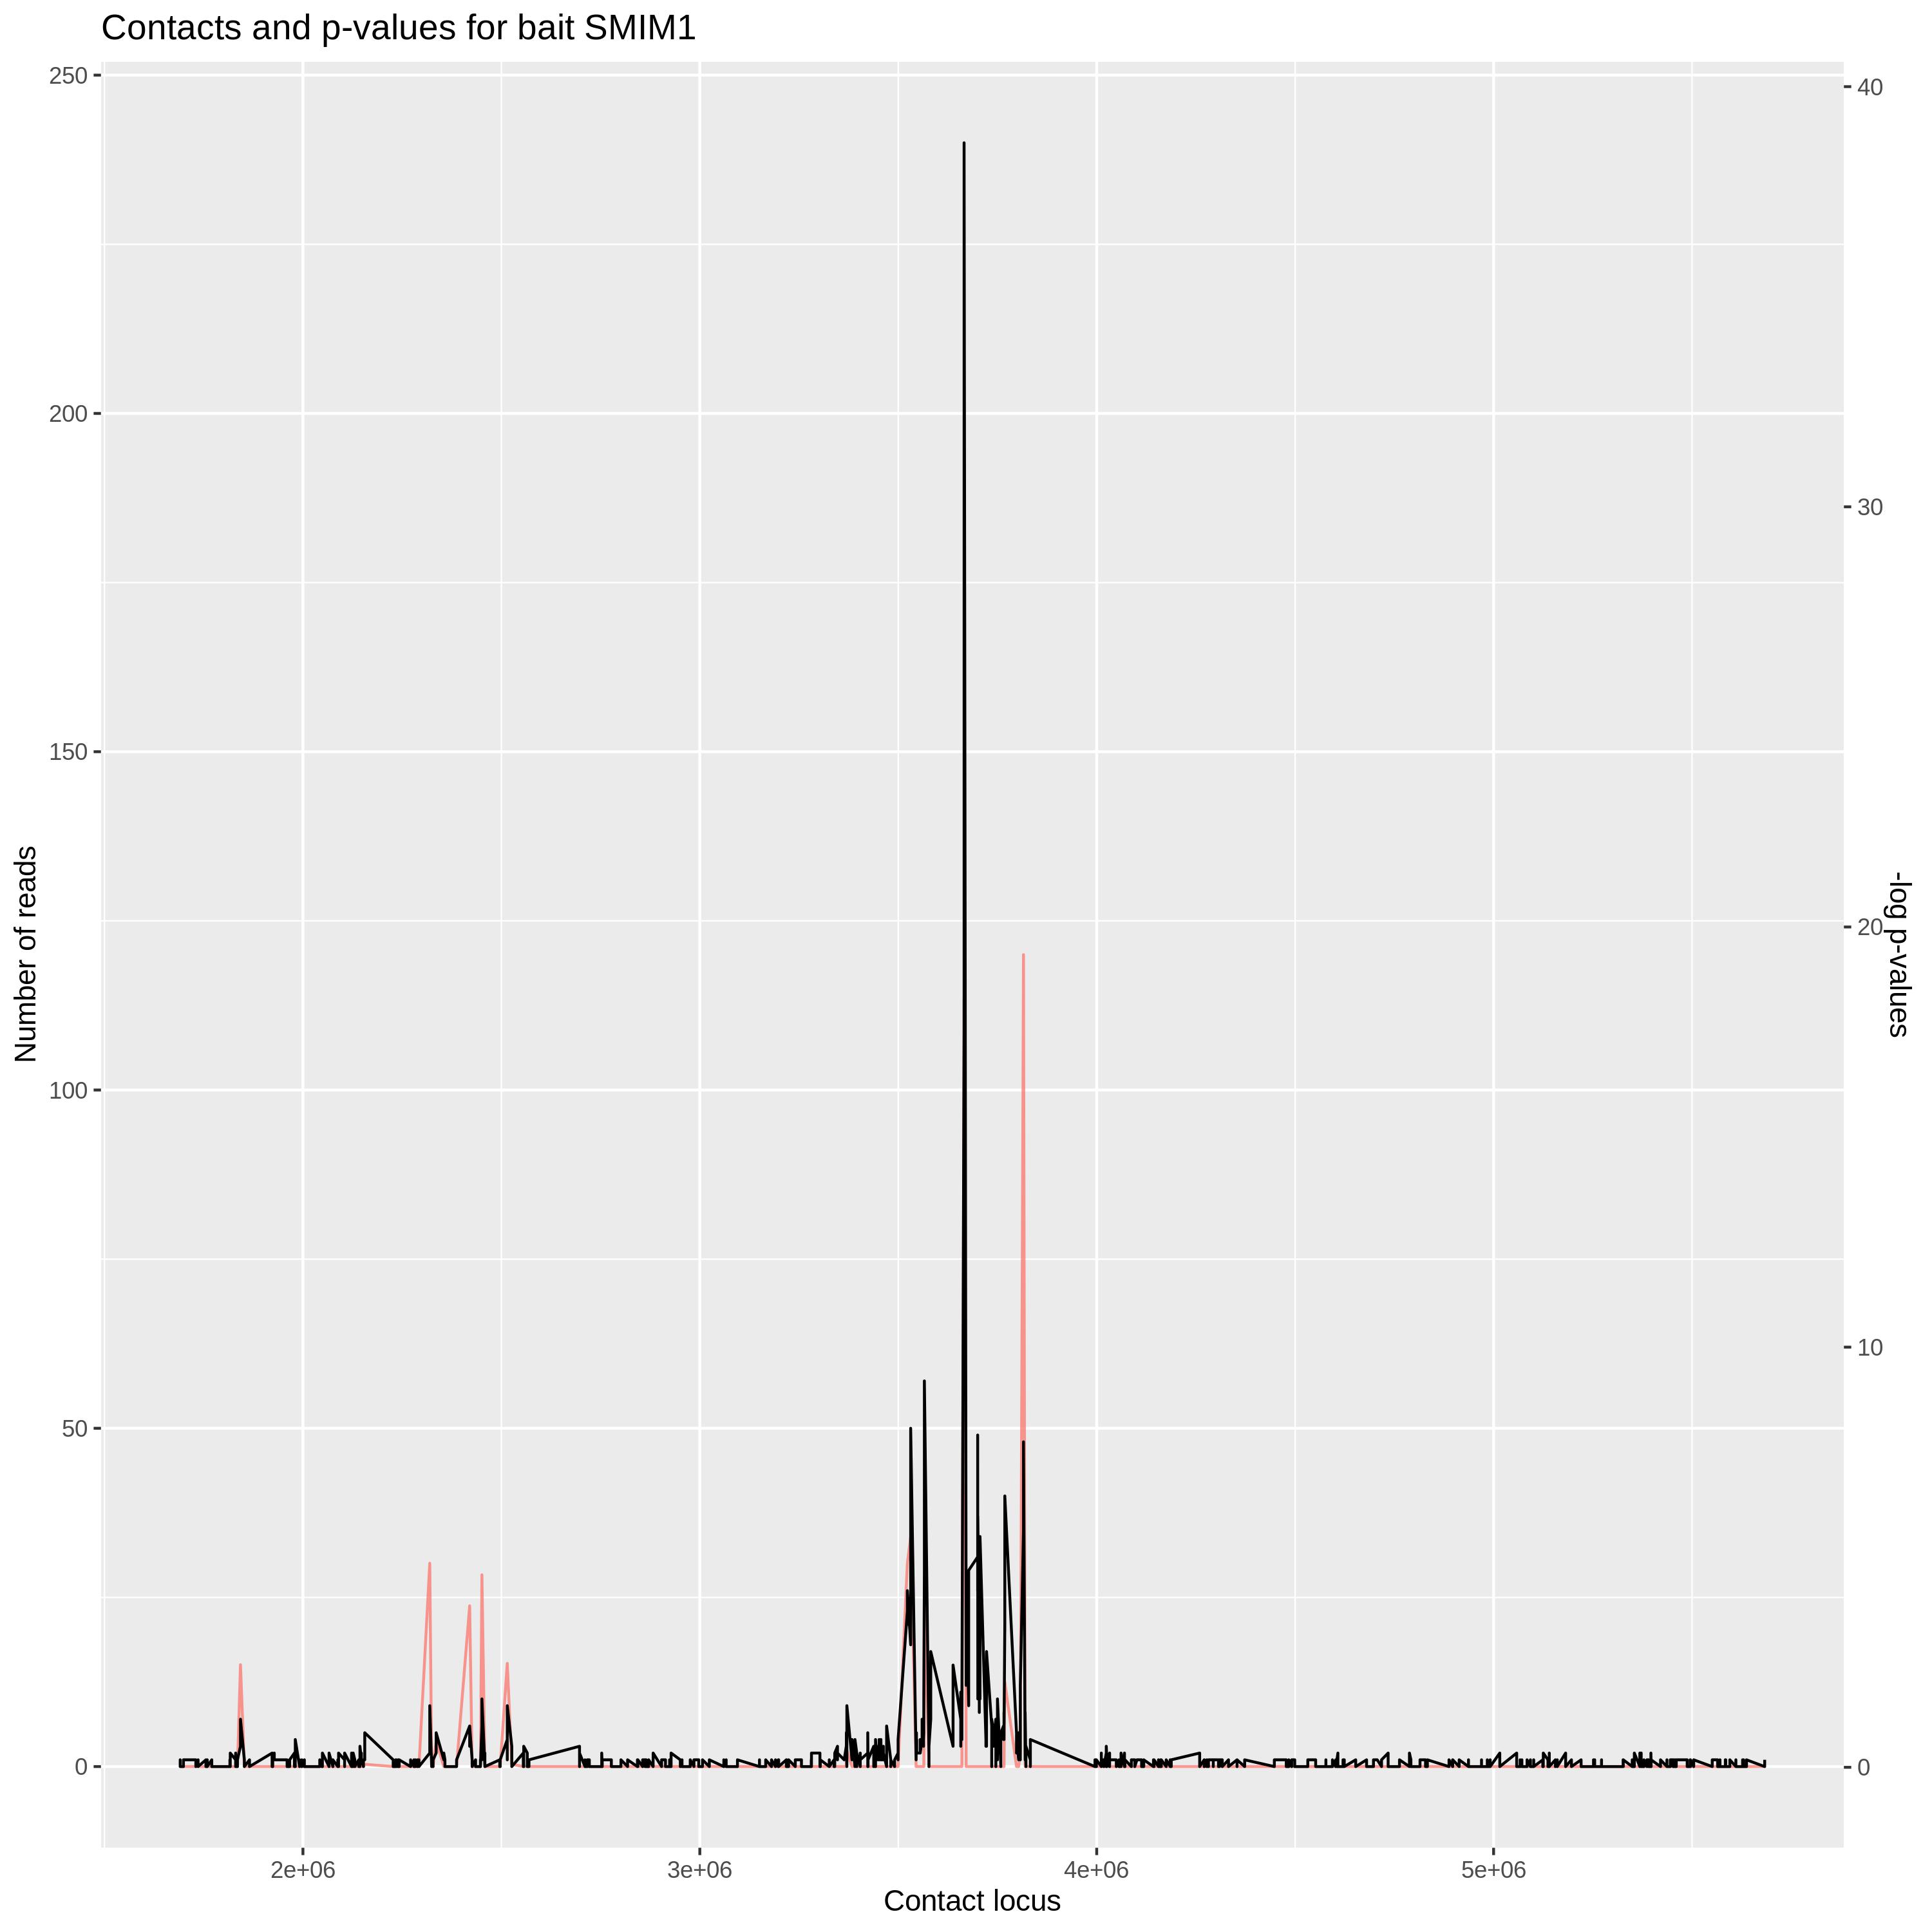 Contacts and p-values for bait SMIM1
250
200
150
100
50
0
Number of reads
40
30
20
10
0
-log p-values
2e+06
3e+06
4e+06
5e+06
Contact locus